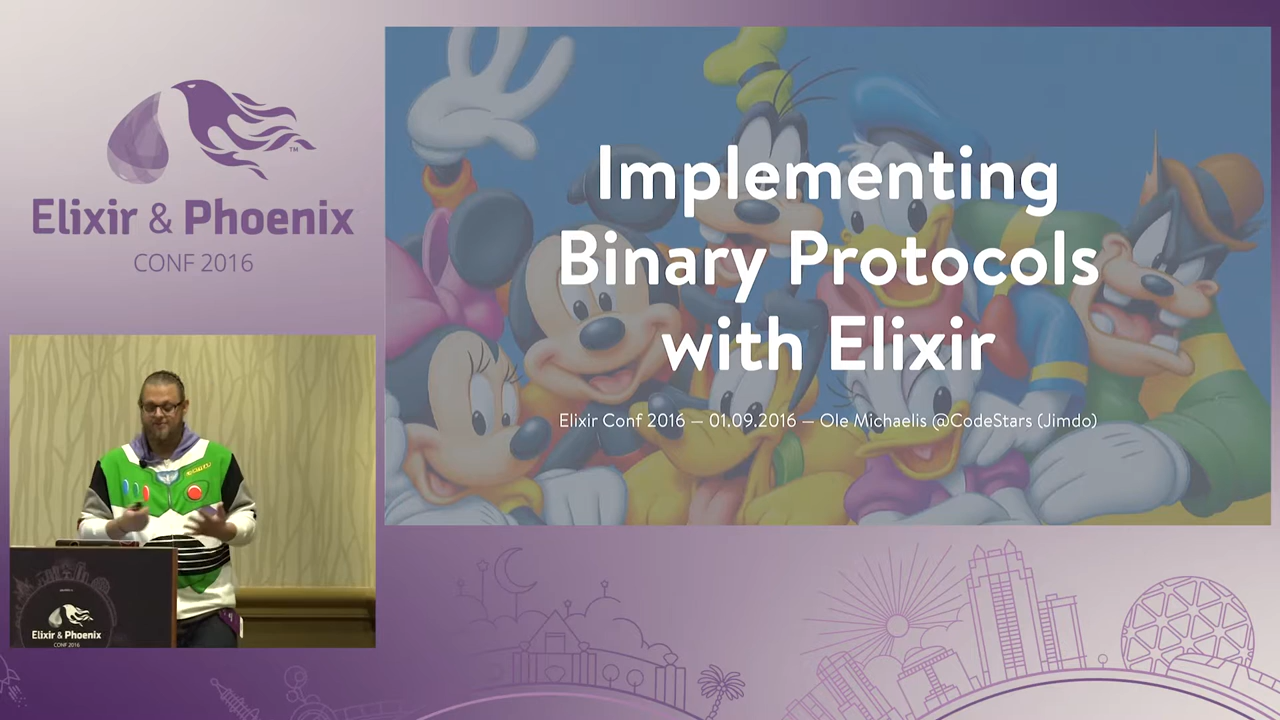 Elixir & Phoenix
CONF 2016
Implementing
Binary Protocols
with Elixir
Elixir Conf 2016 — 01.09.2016 — Ole Michaelis @CodeStars (Jimdo)
Elixir & Phoenix
CONF 2016